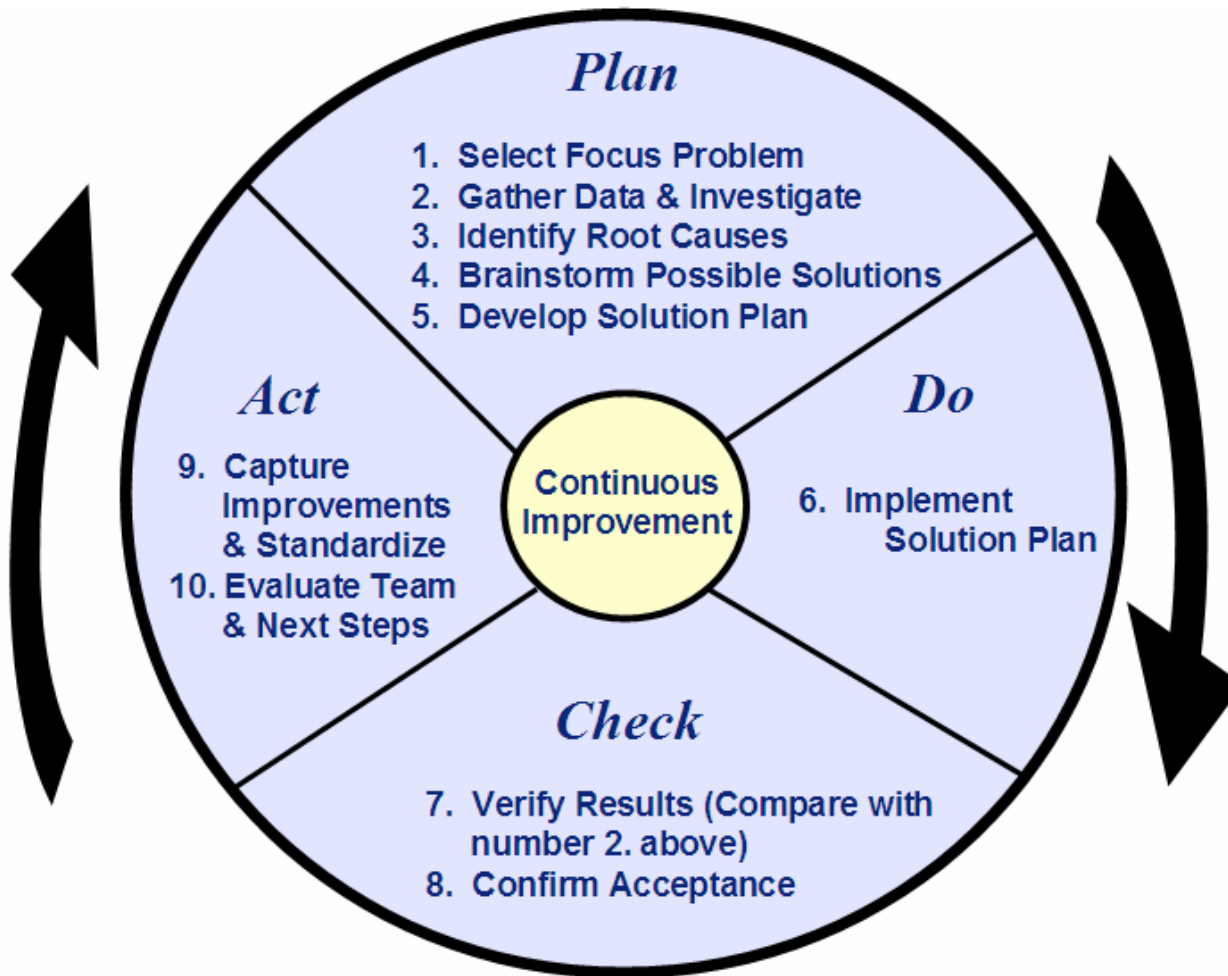 Plan
1. Select Focus Problem
2. Gather Data & Investigate
3. Identify Root Causes
4. Brainstorm Possible Solutions
5. Develop Solution Plan
Do
6. Implement
Solution Plan
Check
7. Verify Results (Compare with
number 2. above)
8. Confirm Acceptance
Act
9. Capture
Improvements
& Standardize
10. Evaluate Team
& Next Steps
Continuous
Improvement